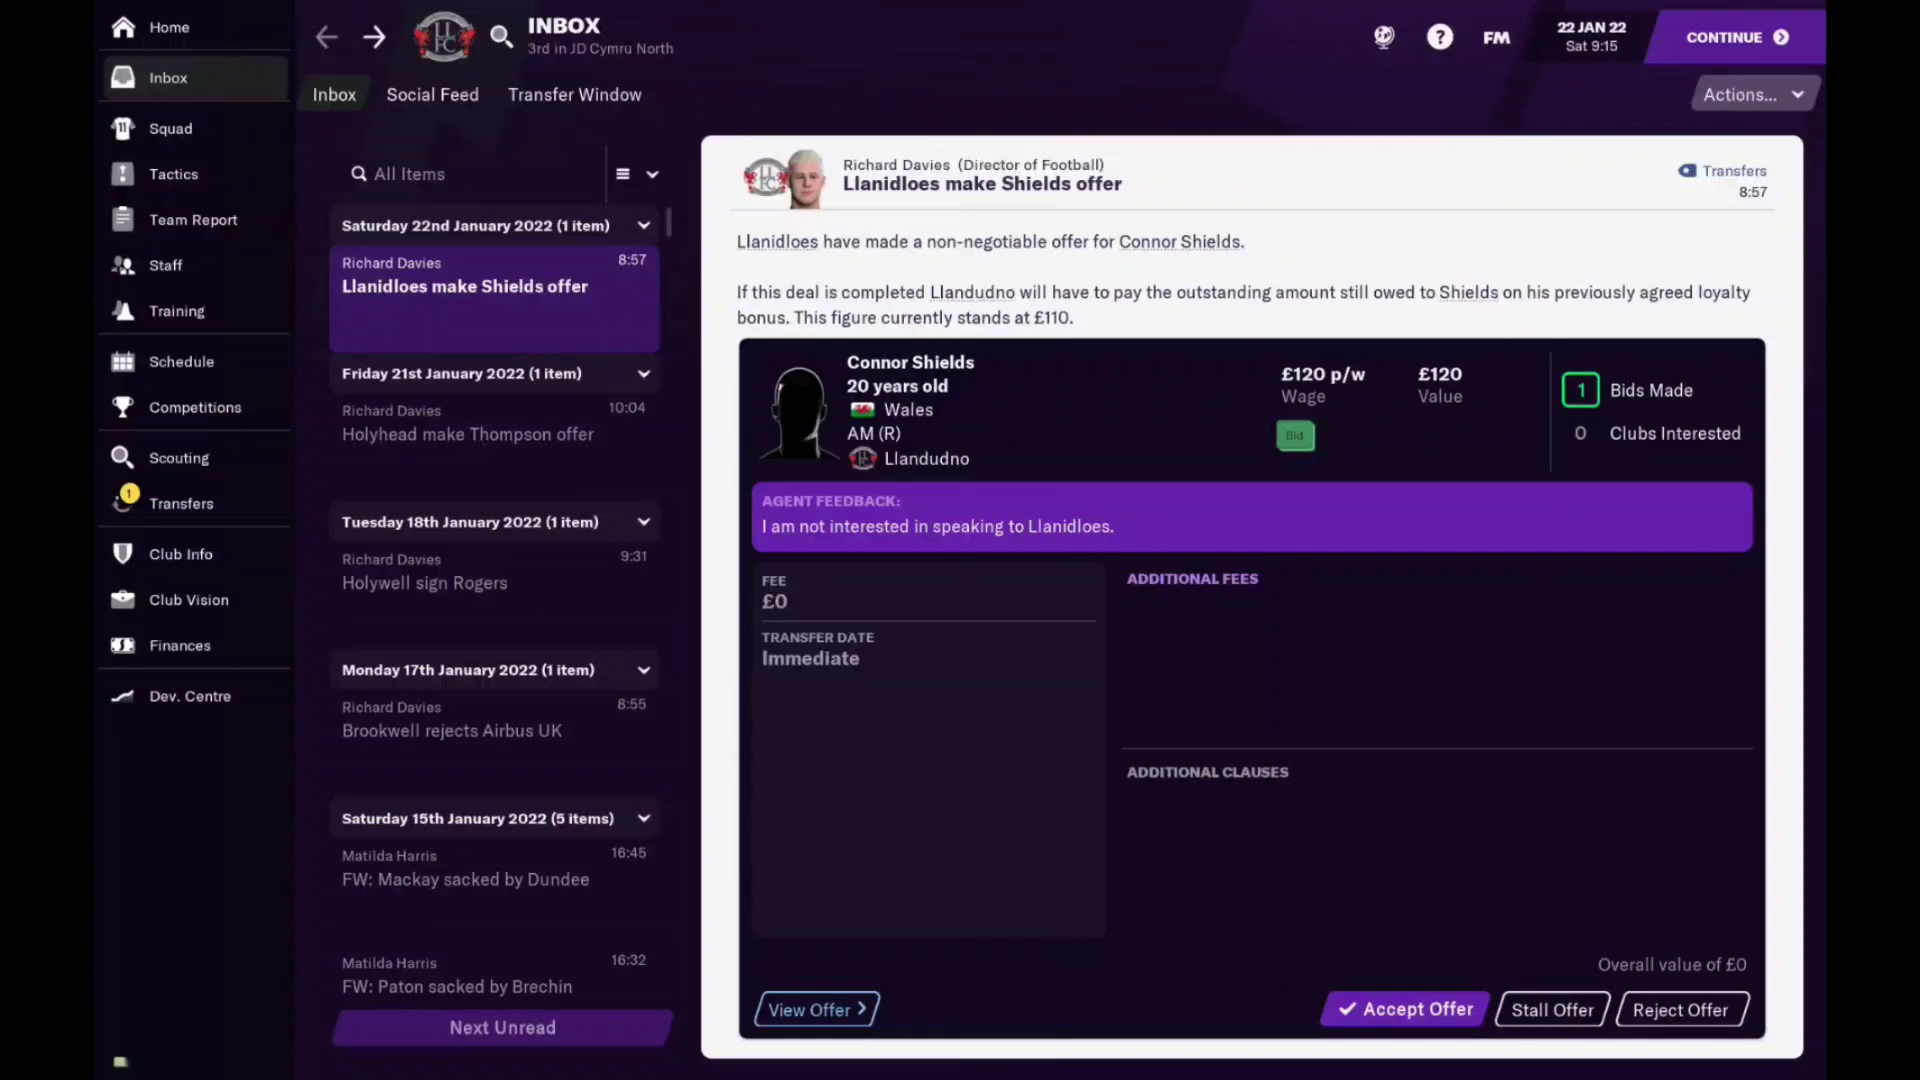 Home
Inbox
Squad
Tactics
Team Report
Staff
Training
Schedule
Competitions
Scouting
1
Transfers
Club Info
Club Vision
Finances
Dev. Centre
INBOX
3rd in JD Cymru North
?
FM
22 JAN 22
Sat 9:15
CONTINUE
Inbox
Social Feed
Transfer Window
Actions...
All Items
Saturday 22nd January 2022 (1 item)
Richard Davies
8:57
Llanidloes make Shields offer
Friday 21st January 2022 (1 item)
Richard Davies
10:04
Holyhead make Thompson offer
Tuesday 18th January 2022 (1 item)
Richard Davies
9:31
Holywell sign Rogers
Monday 17th January 2022 (1 item)
Richard Davies
8:55
Brookwell rejects Airbus UK
Saturday 15th January 2022 (5 items)
Matilda Harris
16:45
FW: Mackay sacked by Dundee
Matilda Harris
16:32
FW: Paton sacked by Brechin
Next Unread
Richard Davies (Director of Football)
Llanidloes make Shields offer
Transfers
8:57
Llanidloes have made a non-negotiable offer for Connor Shields.
If this deal is completed Llandudno will have to pay the outstanding amount still owed to Shields on his previously agreed loyalty
bonus. This figure currently stands at £110.
Connor Shields
20 years old
Wales
AM (R)
Llandudno
£120 p/w
Wage
£120
Value
Bid
1 Bids Made
0 Clubs Interested
AGENT FEEDBACK:
I am not interested in speaking to Llanidloes.
FEE
£0
TRANSFER DATE
Immediate
ADDITIONAL FEES
ADDITIONAL CLAUSES
Overall value of £0
View Offer
Accept Offer
Stall Offer
Reject Offer